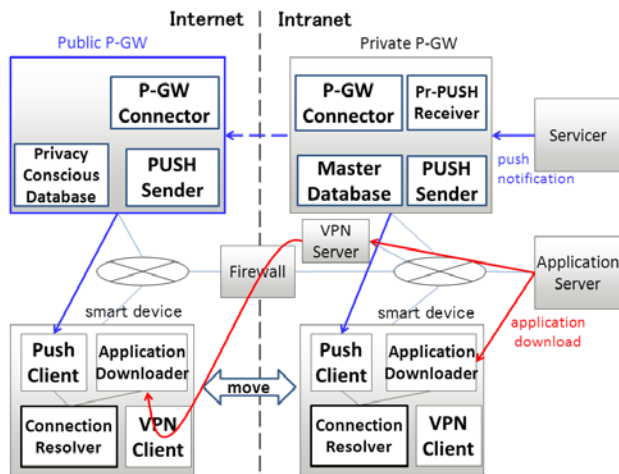 Internet
Intranet
Public P-GW
Private P-GW
P-GW
Connector
Privacy
Conscious
Database
PUSH
Sender
P-GW
Connector
Pr-PUSH
Receiver
Master
Database
PUSH
Sender
Servicer
push
notification
VPN
Server
Firewall
Application
Server
smart device
smart device
application
download
Push
Client
Application
Downloader
Connection
Resolver
VPN
Client
move
Push
Client
Application
Downloader
Connection
Resolver
VPN
Client